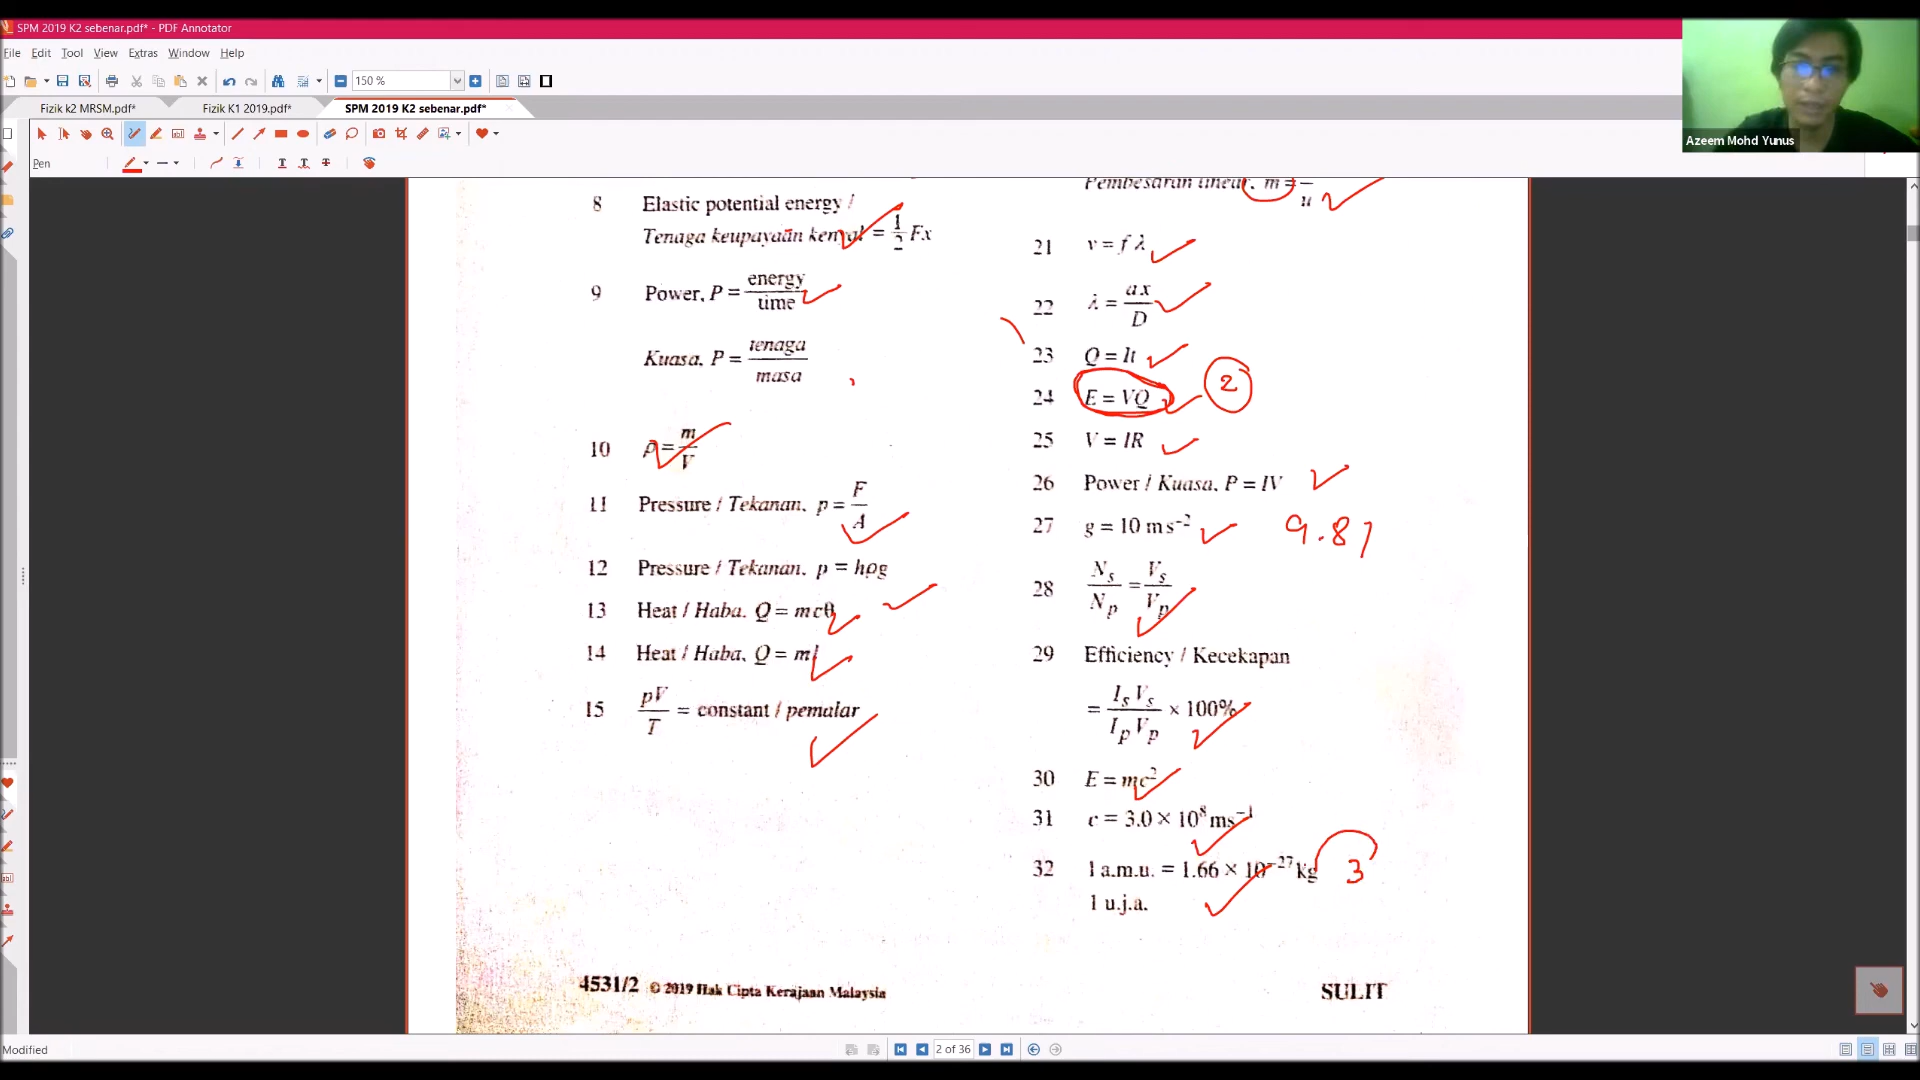 SPM 2019 K2 sebenar.pdf* - PDF Annotator
File Edit Tool View Extras Window Help
150 %
Fizik k2 MRSM.pdf* Fizik K1 2019.pdf* SPM 2019 K2 sebenar.pdf*
Pen
Azeem Mohd Yunus
8 Elastic potential energy /
Tenaga keupayaan kenyal = 1/2 Fx
9 Power, P = energy/time
Kuasa, P = tenaga/masa
10 ρ = m/V
11 Pressure / Tekanan, p = F/A
12 Pressure / Tekanan, p = hρg
13 Heat / Haba, Q = mcθ
14 Heat / Haba, Q = ml
15 pV/T = constant / pemalar
Pembesaran linear, m =
u
21 v = f λ
22 λ = ax/D
23 Q = It
24 E = VQ 2
25 V = IR
26 Power / Kuasa, P = IV
27 g = 10 m s⁻² 9.81
28 Ns/Np = Vs/Vp
29 Efficiency / Kecekapan
= IsVs/IpVp × 100%
30 E = mc²
31 c = 3.0 × 10⁸ ms⁻¹
32 1 a.m.u. = 1.66 × 10⁻²⁷ kg 3
1 u.j.a.
4531/2 © 2019 Hak Cipta Kerajaan Malaysia SULIT
Modified 2 of 36